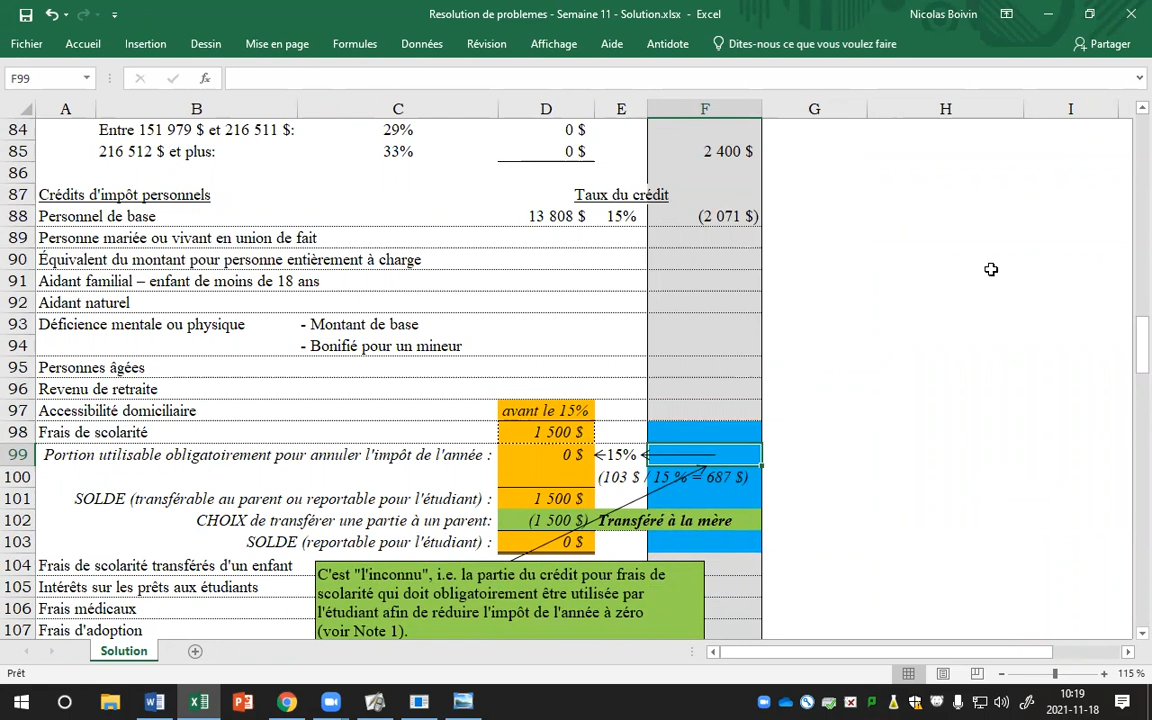 Resolution de problemes - Semaine 11 - Solution.xlsx - Excel
Nicolas Boivin
Fichier Accueil Insertion Dessin Mise en page Formules Données Révision Affichage Aide Antidote Dites-nous ce que vous voulez faire Partager
F99 fx
A B C D E F G H I
84 Entre 151 979 $ et 216 511 $: 29% 0 $
85 216 512 $ et plus: 33% 0 $ 2 400 $
86
87 Crédits d'impôt personnels Taux du crédit
88 Personnel de base 13 808 $ 15% (2 071 $)
89 Personne mariée ou vivant en union de fait
90 Équivalent du montant pour personne entièrement à charge
91 Aidant familial – enfant de moins de 18 ans
92 Aidant naturel
93 Déficience mentale ou physique - Montant de base
94 - Bonifié pour un mineur
95 Personnes âgées
96 Revenu de retraite
97 Accessibilité domiciliaire avant le 15%
98 Frais de scolarité 1 500 $
99 Portion utilisable obligatoirement pour annuler l'impôt de l'année : 0 $ 15%
100 (103 $ / 15 % = 687 $)
101 SOLDE (transférable au parent ou reportable pour l'étudiant) : 1 500 $
102 CHOIX de transférer une partie à un parent: (1 500 $) Transféré à la mère
103 SOLDE (reportable pour l'étudiant) : 0 $
104 Frais de scolarité transférés d'un enfant
105 Intérêts sur les prêts aux étudiants
106 Frais médicaux
107 Frais d'adoption
C'est "l'inconnu", i.e. la partie du crédit pour frais de
scolarité qui doit obligatoirement être utilisée par
l'étudiant afin de réduire l'impôt de l'année à zéro
(voir Note 1).
Solution
Prêt 115 %
10:19
2021-11-18